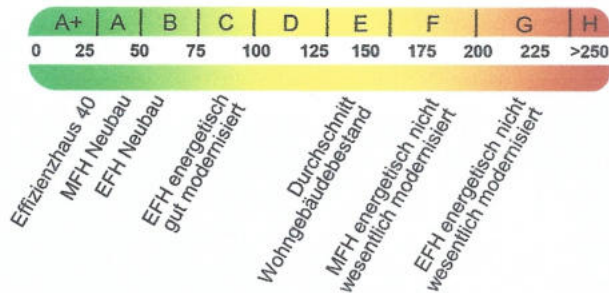 A+ A B C D E F G H
0 25 50 75 100 125 150 175 200 225 >250
Effizienzhaus 40
MFH Neubau
EFH Neubau
EFH energetisch
gut modernisiert
Durchschnitt
Wohngebäudebestand
MFH energetisch nicht
wesentlich modernisiert
EFH energetisch nicht
wesentlich modernisiert